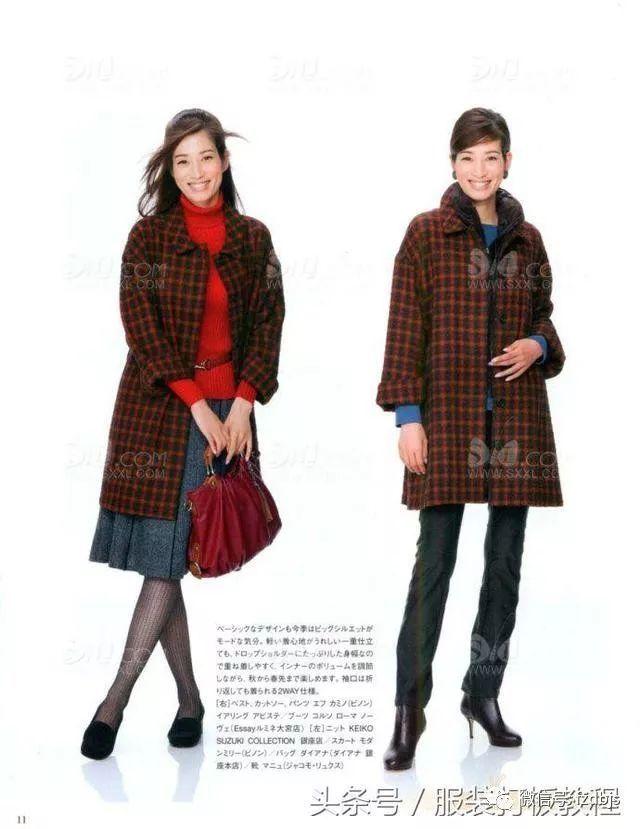 SXXL.COM
WWW.SXXL.COM
ベーシックなデザインも今季はビッグシルエットが
モードな気分。軽い着心地がうれしい一重仕立
ても、ドロップショルダーにたっぷりした身幅な
ので重ね着しやすく、インナーのボリュームを調節
しながら、秋から春先まで楽しめます。袖口は折
り返しても着られる2WAY仕様。
[右]ベスト、カットソー、パンツ エフ カミノ(ピノン)
イアリング アビステ/ブーツ コルソ ローマ ノー
ヴェ(Essayルミネ大宮店) [左]ニット KEIKO
SUZUKI COLLECTION 銀座店/スカート モダ
ンミリー(ピノン)/バッグ ダイアナ(ダイアナ 銀
座本店)/靴 マニュ(ジャコモ・リュクス)
11
头条号/服装打板教程